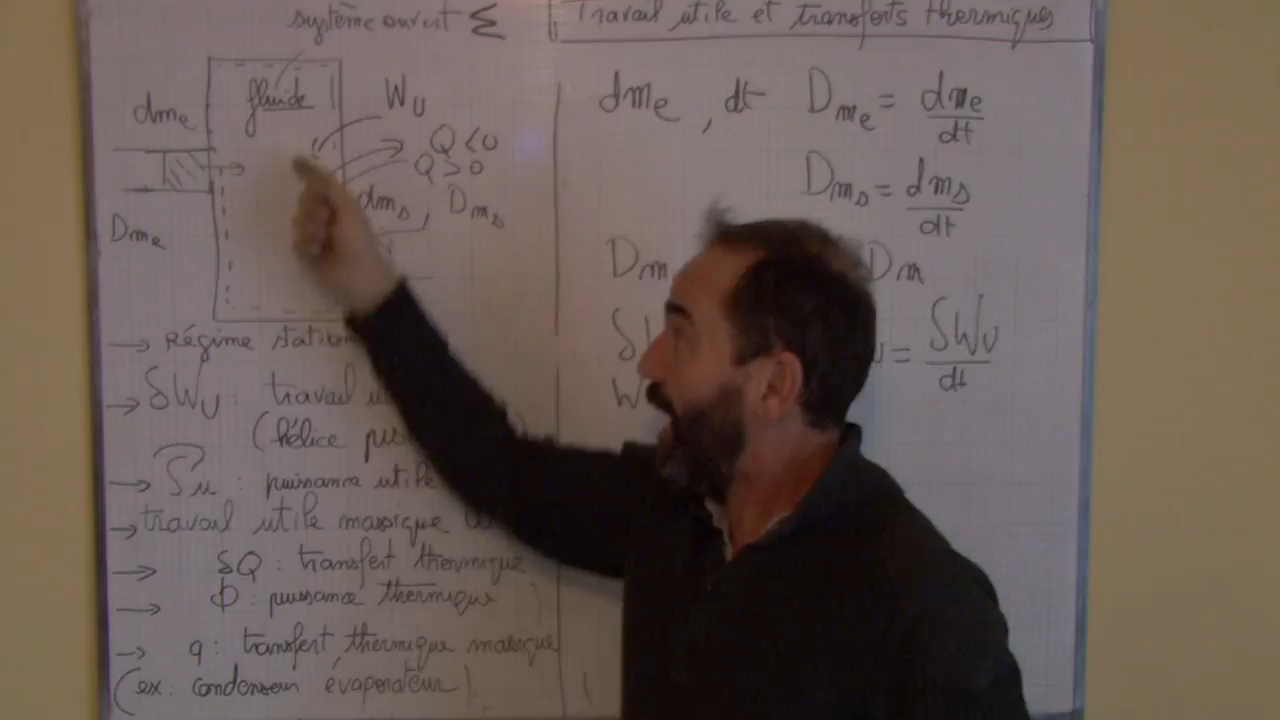 système ouvert Σ
Travail utile et transferts thermiques
dme
fluide
WU
Q<0
Q>0
dms, Dms
Dme
→ Régime station
→ δWU : travail u
(hélice pis
→ Pu : puissance utile
→ travail utile massique
→ δQ : transfert thermique
→ Φ : puissance thermique
→ q : transfert thermique massique
(ex : condenseur évaporateur).
dme , dt Dme = dme/dt
Dms = dms/dt
Dm Dm
δ = δWU/dt
W